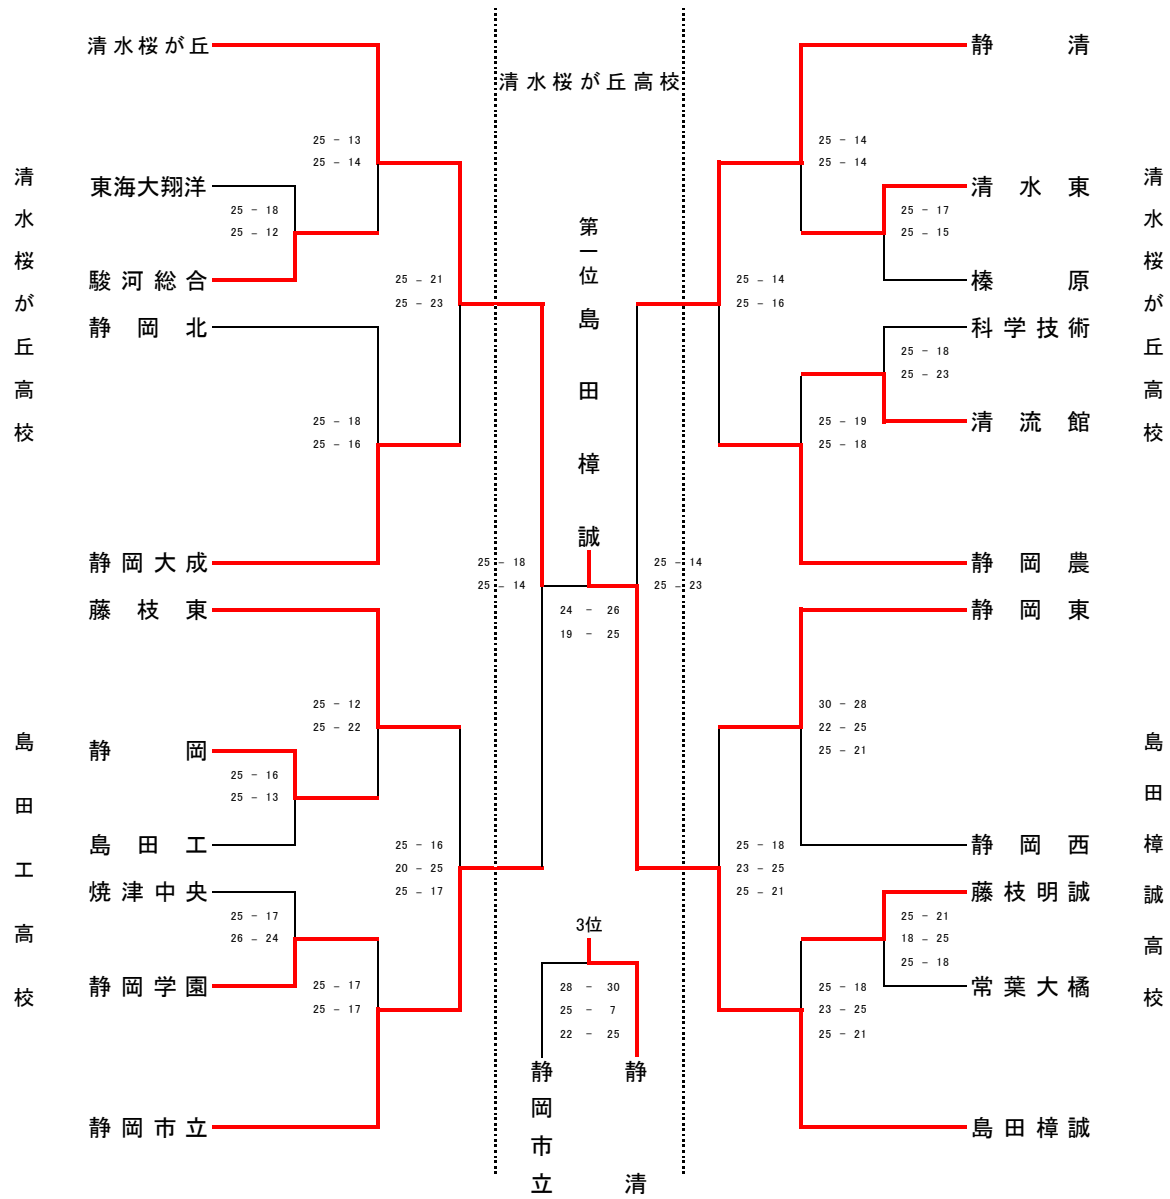 清水桜が丘
静清
清水桜が丘高校
25 - 13
25 - 14
25 - 14
25 - 14
清水桜が丘高校
清水桜が丘高校
東海大翔洋
清水東
25 - 18
25 - 12
25 - 17
25 - 15
第一位
島田樟誠
駿河総合
榛原
25 - 21
25 - 23
25 - 14
25 - 16
静岡北
科学技術
25 - 18
25 - 23
25 - 18
25 - 16
25 - 19
25 - 18
清流館
静岡大成
静岡農
25 - 18
25 - 14
25 - 14
25 - 23
藤枝東
24 - 26
19 - 25
静岡東
25 - 12
25 - 22
30 - 28
22 - 25
25 - 21
島田工高校
島田樟誠高校
静岡
25 - 16
25 - 13
島田工
静岡西
25 - 16
20 - 25
25 - 17
25 - 18
23 - 25
25 - 21
焼津中央
藤枝明誠
25 - 17
26 - 24
25 - 21
18 - 25
25 - 18
3位
静岡学園
常葉大橘
25 - 17
25 - 17
28 - 30
25 - 7
22 - 25
25 - 18
23 - 25
25 - 21
静岡市立
静清
静岡市立
島田樟誠